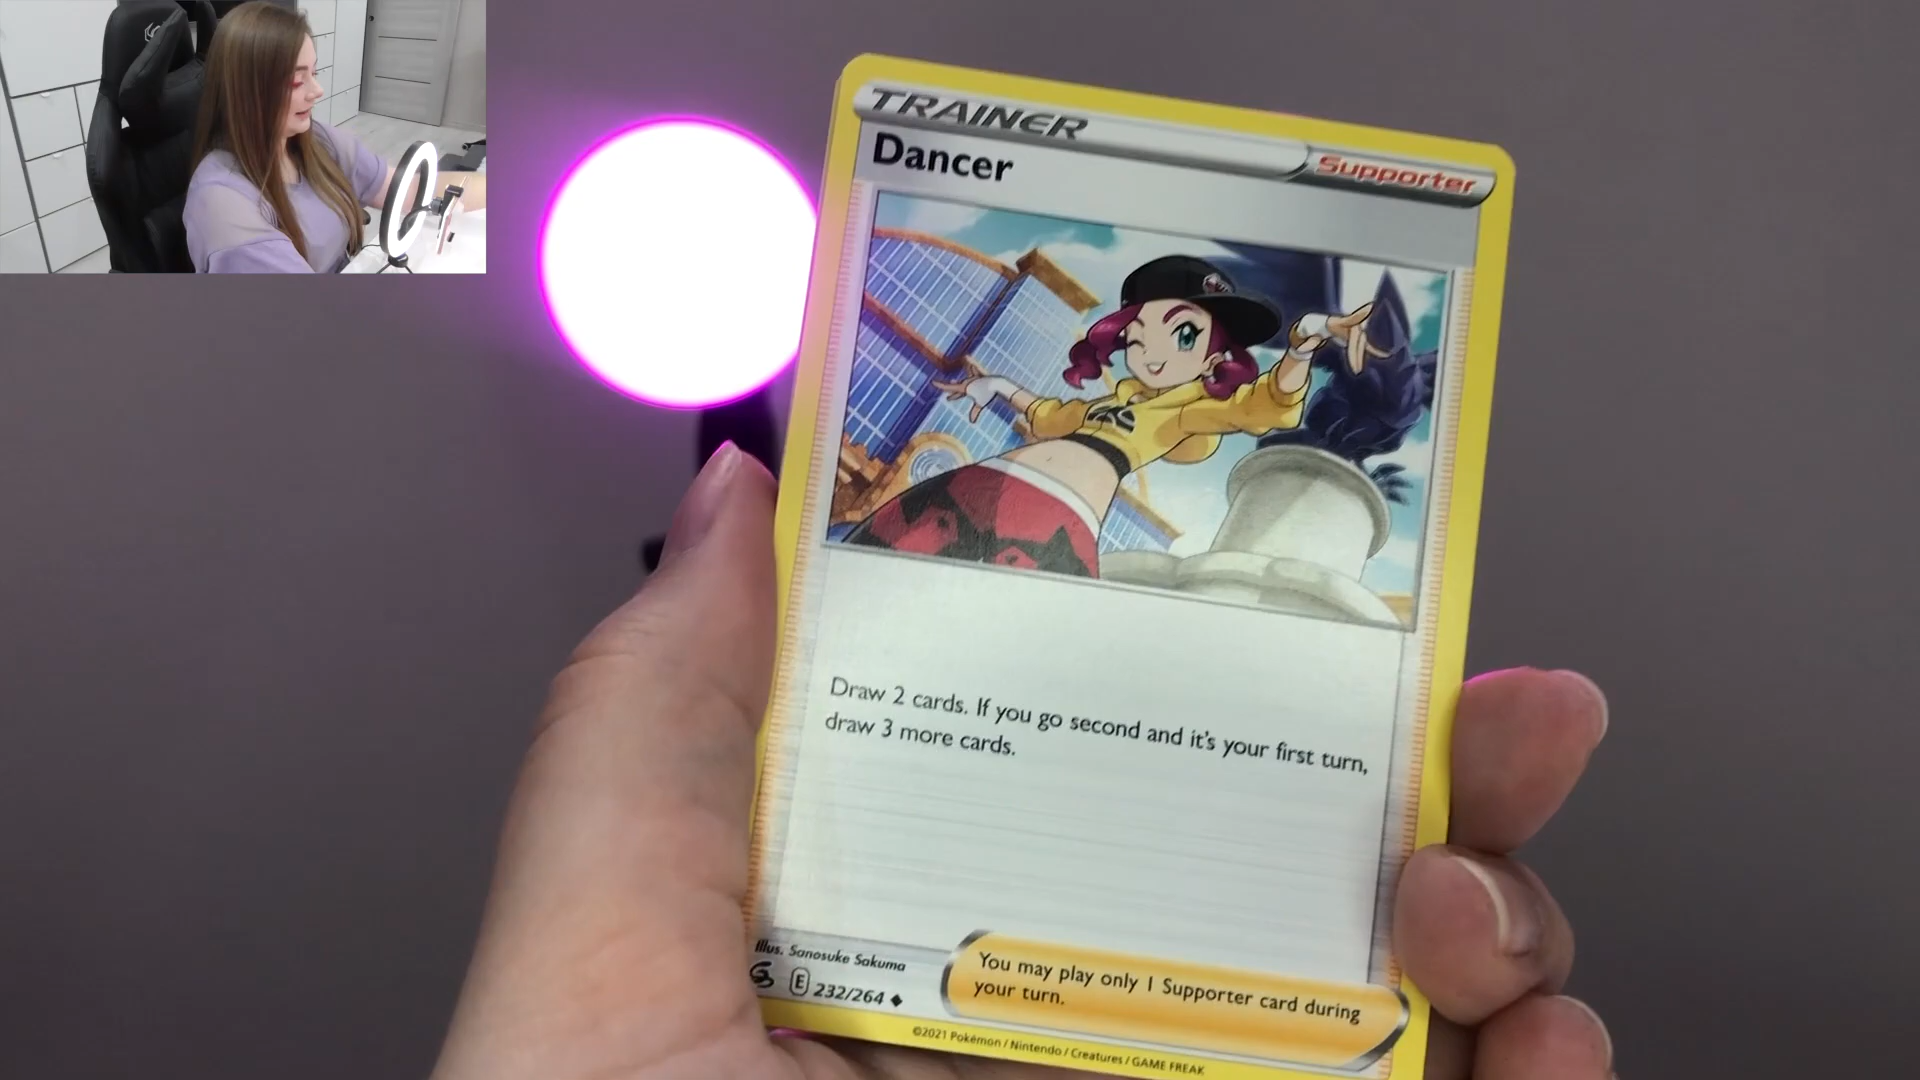 TRAINER
Supporter
Dancer
Draw 2 cards. If you go second and it's your first turn,
draw 3 more cards.
Illus. Sanosuke Sakuma
E 232/264
You may play only 1 Supporter card during
your turn.
©2021 Pokémon / Nintendo / Creatures / GAME FREAK